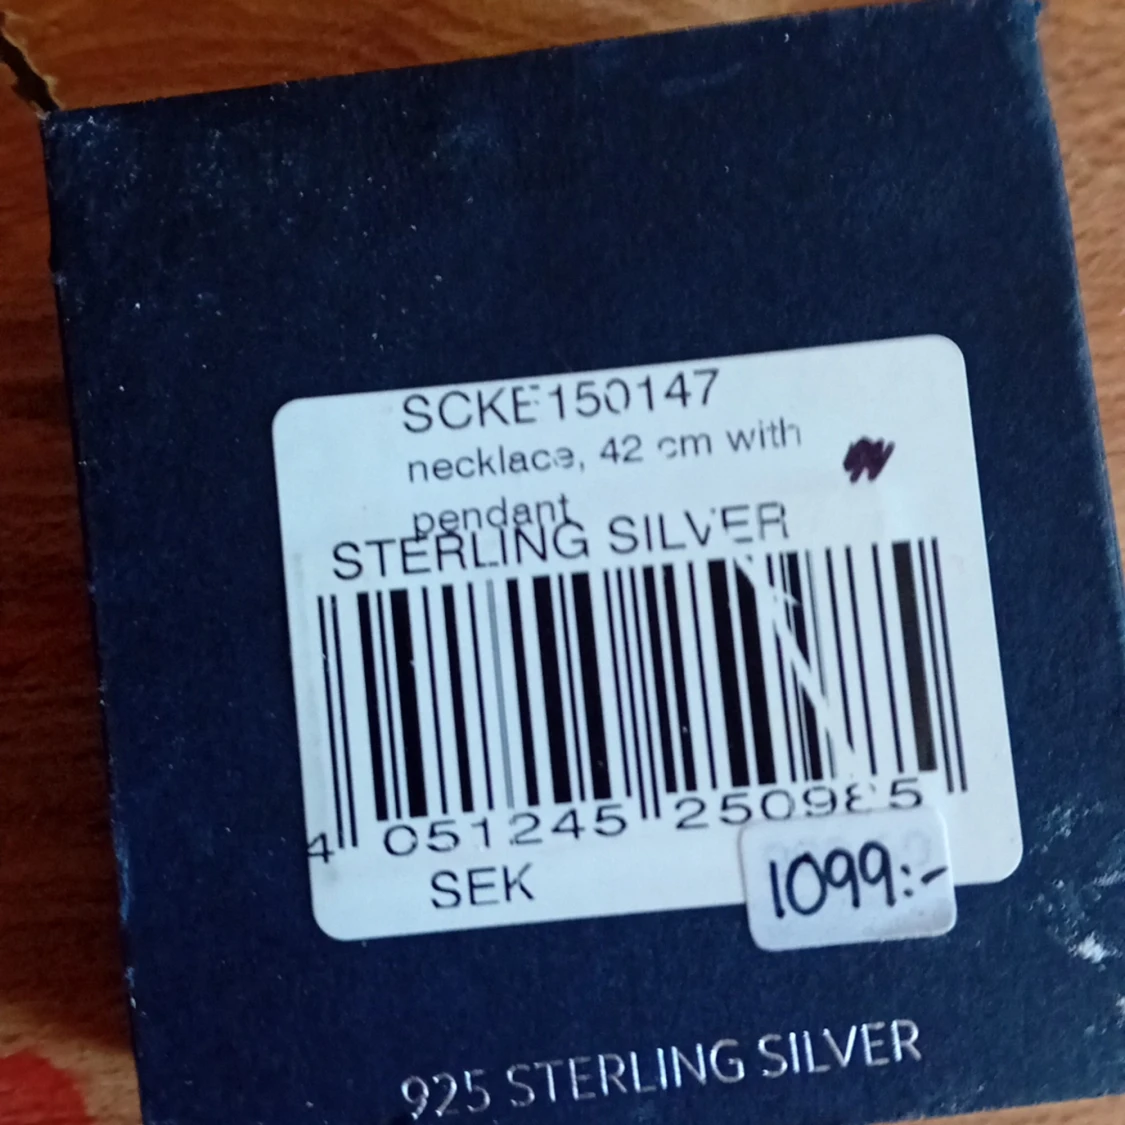 SCKE150147
necklace, 42 cm with
pendant
STERLING SILVER
4 051245 250985
SEK
1099:-
925 STERLING SILVER